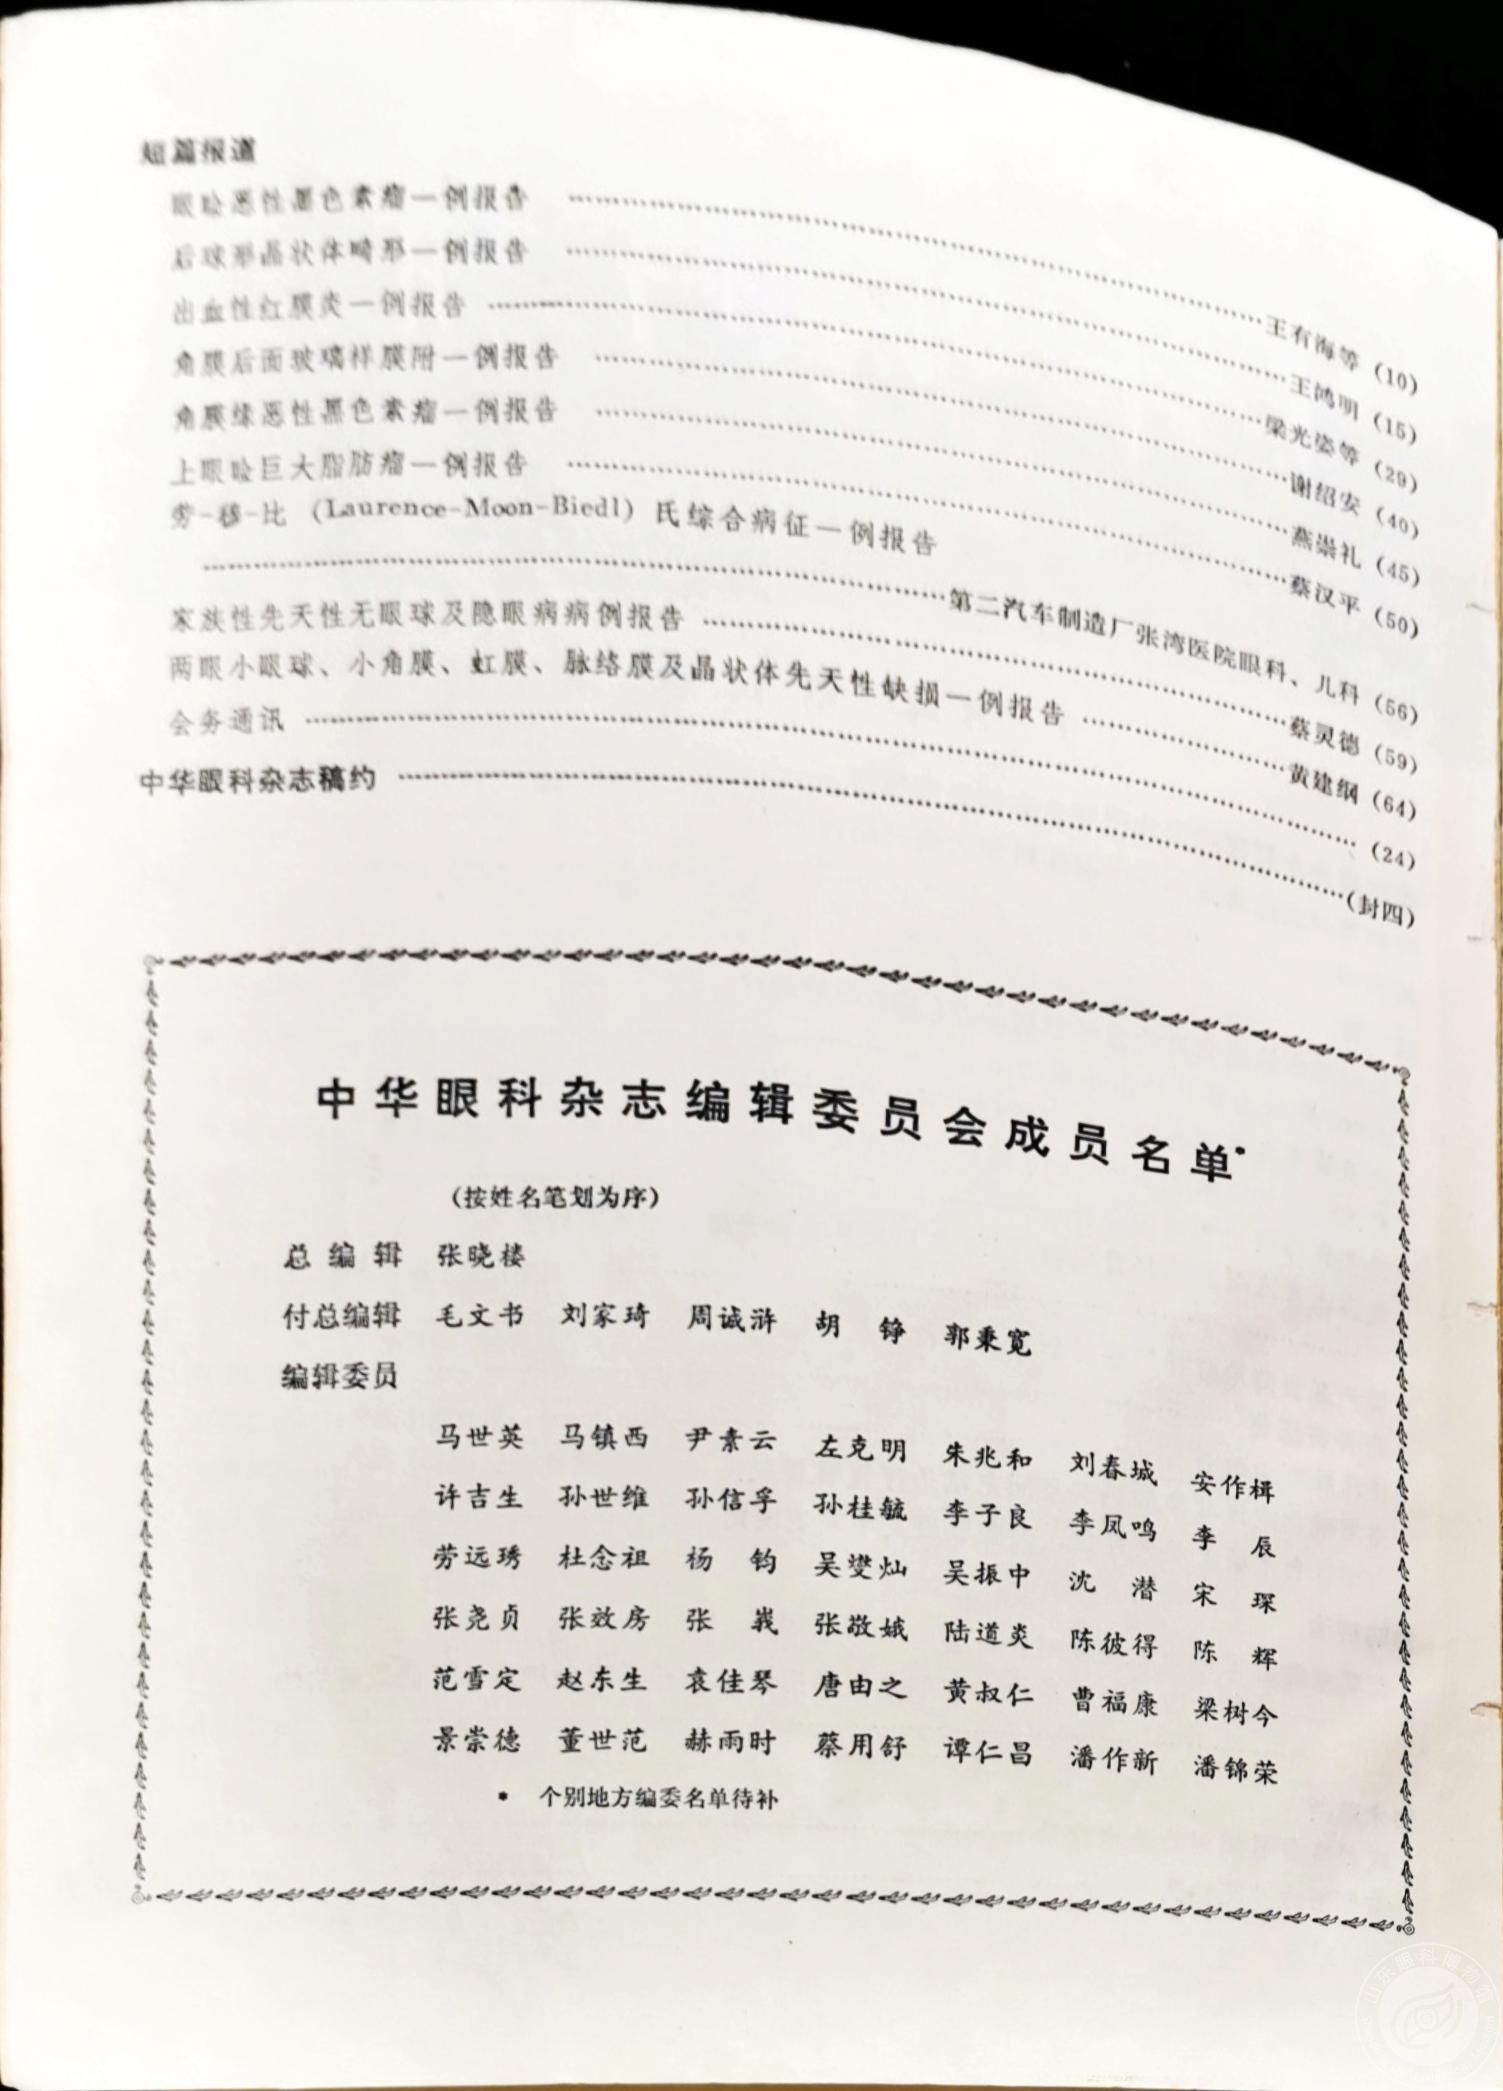 短篇报道
眼睑恶性黑色素瘤一例报告 ……王有海等 (10)
后球形晶状体畸形一例报告 ……王鸿明 (15)
出血性红膜炎一例报告 ……梁光姿等 (29)
角膜后面玻璃样膜附一例报告 ……谢绍安 (40)
角膜缘恶性黑色素瘤一例报告 ……燕崇礼 (45)
上眼睑巨大脂肪瘤一例报告 ……蔡汉平 (50)
劳-穆-比 (Laurence-Moon-Biedl) 氏综合病征一例报告
……第二汽车制造厂张湾医院眼科、儿科 (56)
家族性先天性无眼球及隐眼病病例报告 ……蔡灵德 (59)
两眼小眼球、小角膜、虹膜、脉络膜及晶状体先天性缺损一例报告 ……黄建纲 (64)
会务通讯 …… (24)
中华眼科杂志稿约 ……(封四)
中华眼科杂志编辑委员会成员名单*
(按姓名笔划为序)
总编辑 张晓楼
付总编辑 毛文书 刘家琦 周诚浒 胡 铮 郭秉宽
编辑委员
马世英 马镇西 尹素云 左克明 朱兆和 刘春城 安作楫
许吉生 孙世维 孙信孚 孙桂毓 李子良 李凤鸣 李 辰
劳远琇 杜念祖 杨 钧 吴燮灿 吴振中 沈 潜 宋 琛
张尧贞 张效房 张 峩 张敬娥 陆道炎 陈彼得 陈 辉
范雪定 赵东生 袁佳琴 唐由之 黄叔仁 曹福康 梁树今
景崇德 董世范 赫雨时 蔡用舒 谭仁昌 潘作新 潘锦荣
* 个别地方编委名单待补